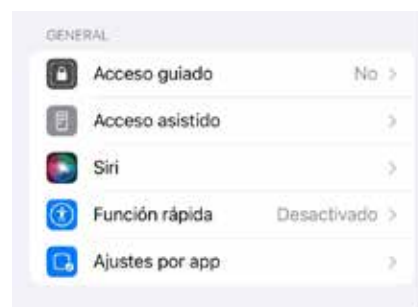 GENERAL
Acceso guiado No
Acceso asistido
Siri
Función rápida Desactivado
Ajustes por app